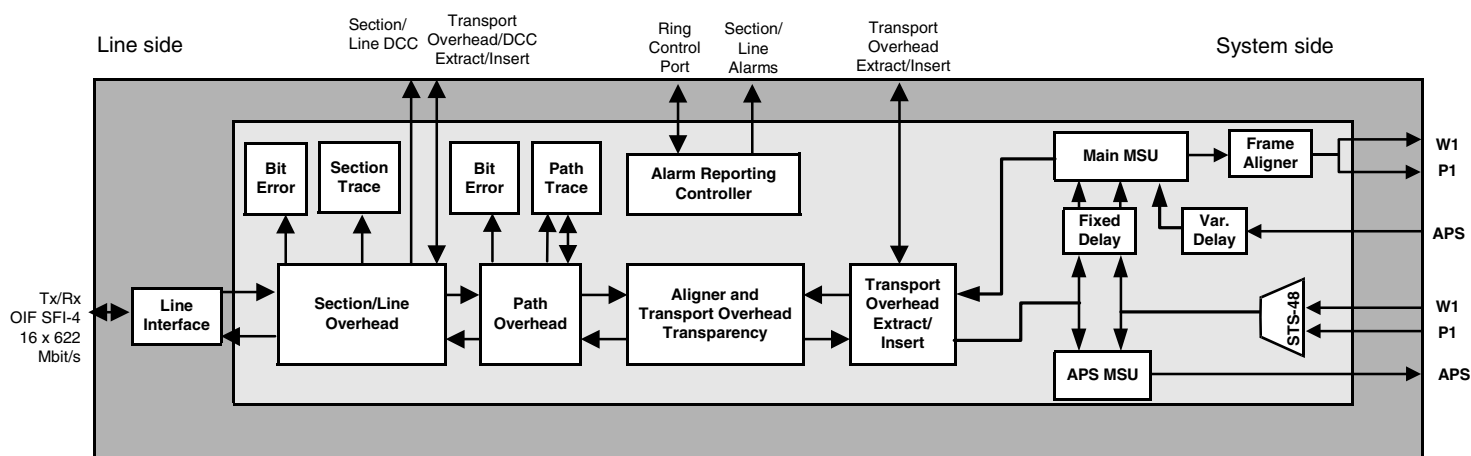 Line side
Section/
Line DCC
Transport
Overhead/DCC
Extract/Insert
Ring
Control
Port
Section/
Line
Alarms
Transport
Overhead
Extract/Insert
System side
Bit
Error
Section
Trace
Bit
Error
Path
Trace
Alarm Reporting
Controller
Main MSU
Frame
Aligner
W1
P1
Fixed
Delay
Var.
Delay
APS
Tx/Rx
OIF SFI-4
16 x 622
Mbit/s
Line
Interface
Section/Line
Overhead
Path
Overhead
Aligner and
Transport Overhead
Transparency
Transport
Overhead
Extract/
Insert
STS-48
W1
P1
APS MSU
APS